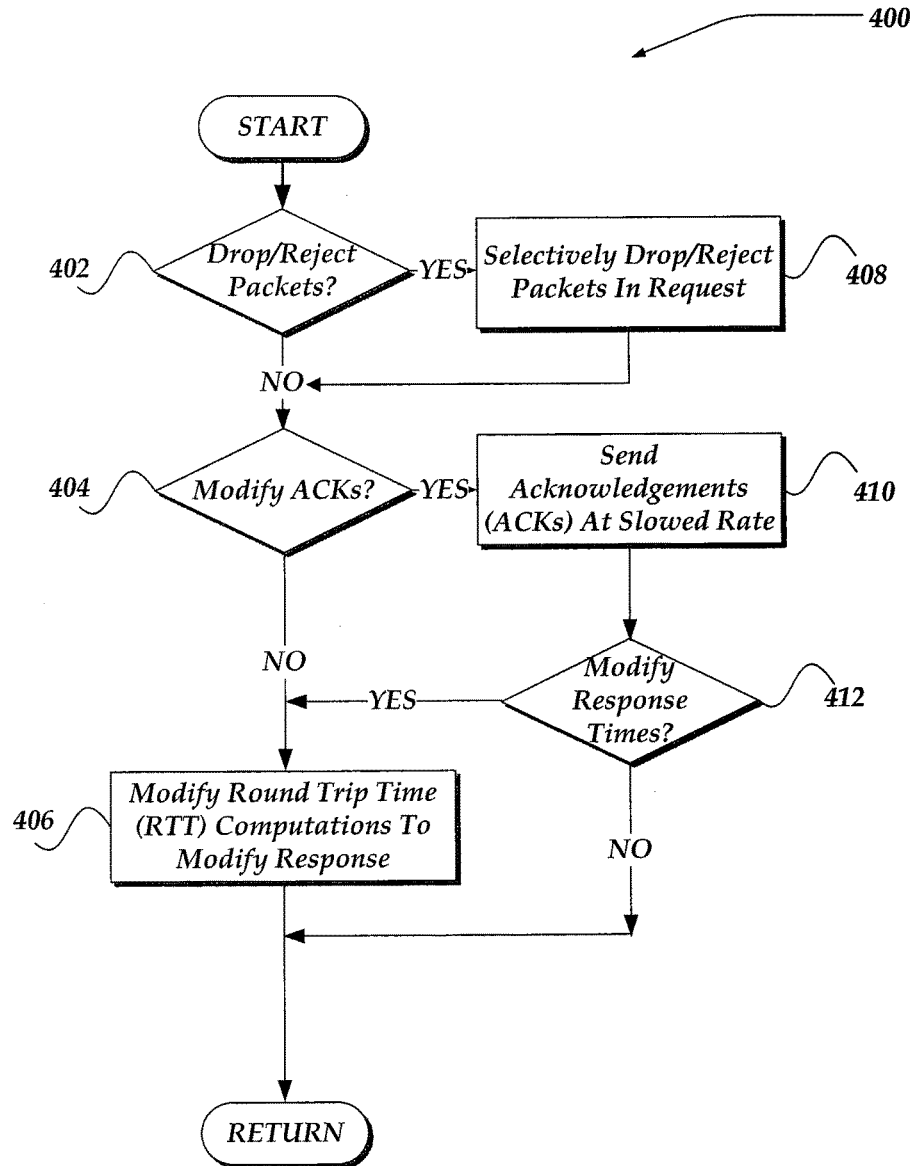 400
START
402
Drop/Reject
Packets?
YES
Selectively Drop/Reject
Packets In Request
408
NO
404
Modify ACKs?
YES
Send
Acknowledgements
(ACKs) At Slowed Rate
410
NO
YES
Modify
Response
Times?
412
406
Modify Round Trip Time
(RTT) Computations To
Modify Response
NO
RETURN